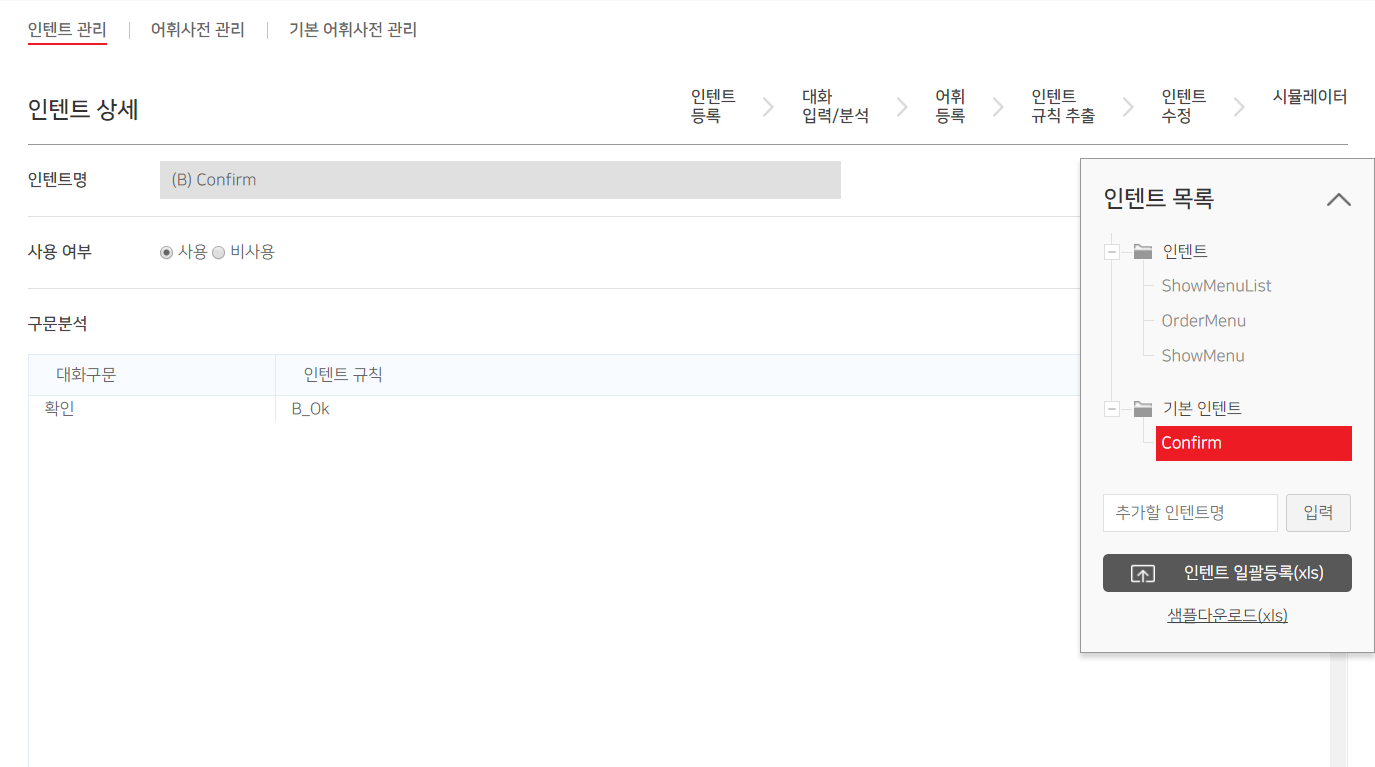 인텐트 관리
어휘사전 관리
기본 어휘사전 관리
인텐트 상세
인텐트
등록
대화
입력/분석
어휘
등록
인텐트
규칙 추출
인텐트
수정
시뮬레이터
인텐트명
(B) Confirm
사용 여부
사용
비사용
구문분석
대화구문
인텐트 규칙
확인
B_Ok
인텐트 목록
인텐트
ShowMenuList
OrderMenu
ShowMenu
기본 인텐트
Confirm
추가할 인텐트명
입력
인텐트 일괄등록(xls)
샘플다운로드(xls)